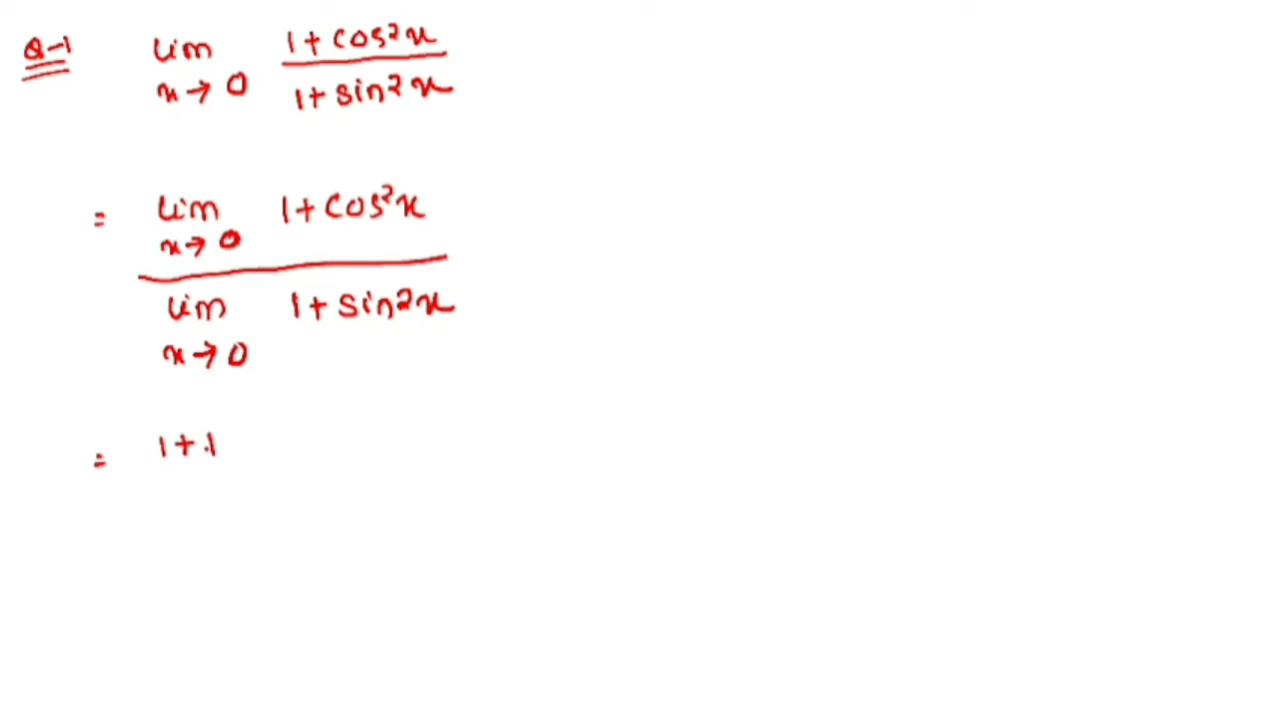 Q-1 lim 1 + cos²x
x → 0 1 + sin²x
= lim 1 + cos²x
x → 0
lim 1 + sin²x
x → 0
= 1 + 1